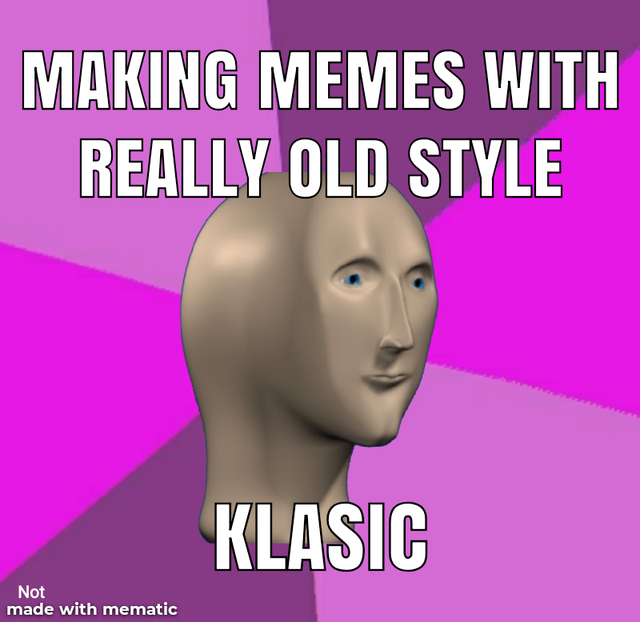 MAKING MEMES WITH
REALLY OLD STYLE
KLASIC
Not
made with mematic